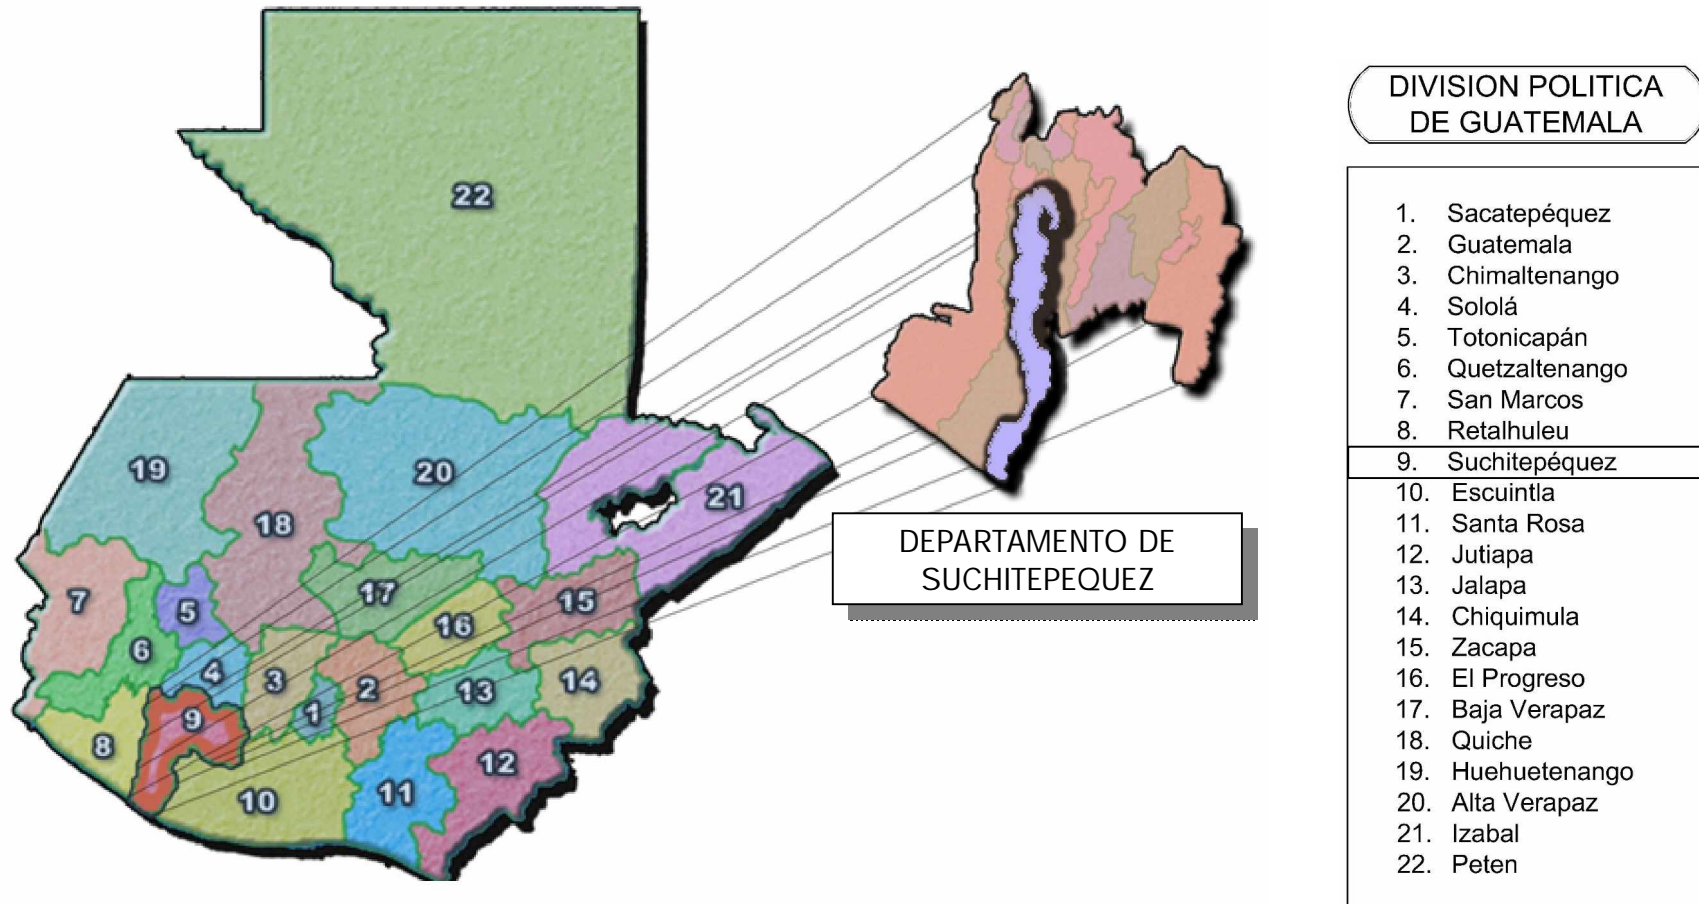 22
19
20
21
18
7
5
17
15
16
6
4
3
2
13
14
9
1
8
12
10
11
DEPARTAMENTO DE
SUCHITEPEQUEZ
DIVISION POLITICA
DE GUATEMALA
1. Sacatepéquez
2. Guatemala
3. Chimaltenango
4. Sololá
5. Totonicapán
6. Quetzaltenango
7. San Marcos
8. Retalhuleu
9. Suchitepéquez
10. Escuintla
11. Santa Rosa
12. Jutiapa
13. Jalapa
14. Chiquimula
15. Zacapa
16. El Progreso
17. Baja Verapaz
18. Quiche
19. Huehuetenango
20. Alta Verapaz
21. Izabal
22. Peten